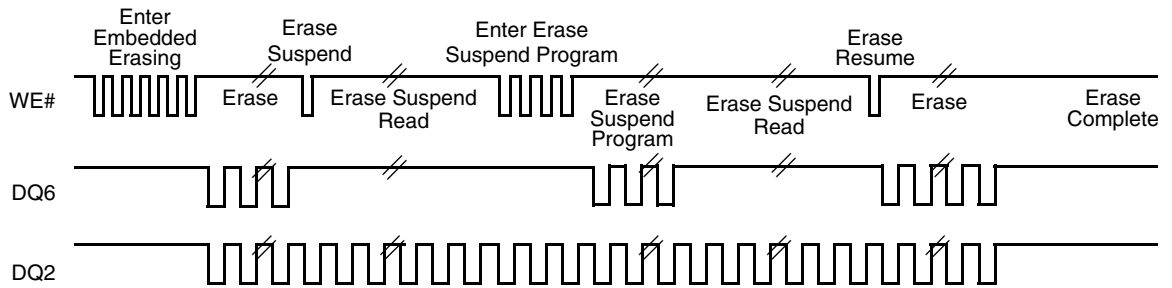 Enter
Embedded
Erasing
Erase
Suspend
Enter Erase
Suspend Program
Erase
Resume
WE#
Erase
Erase Suspend
Read
Erase
Suspend
Program
Erase Suspend
Read
Erase
Erase
Complete
DQ6
DQ2